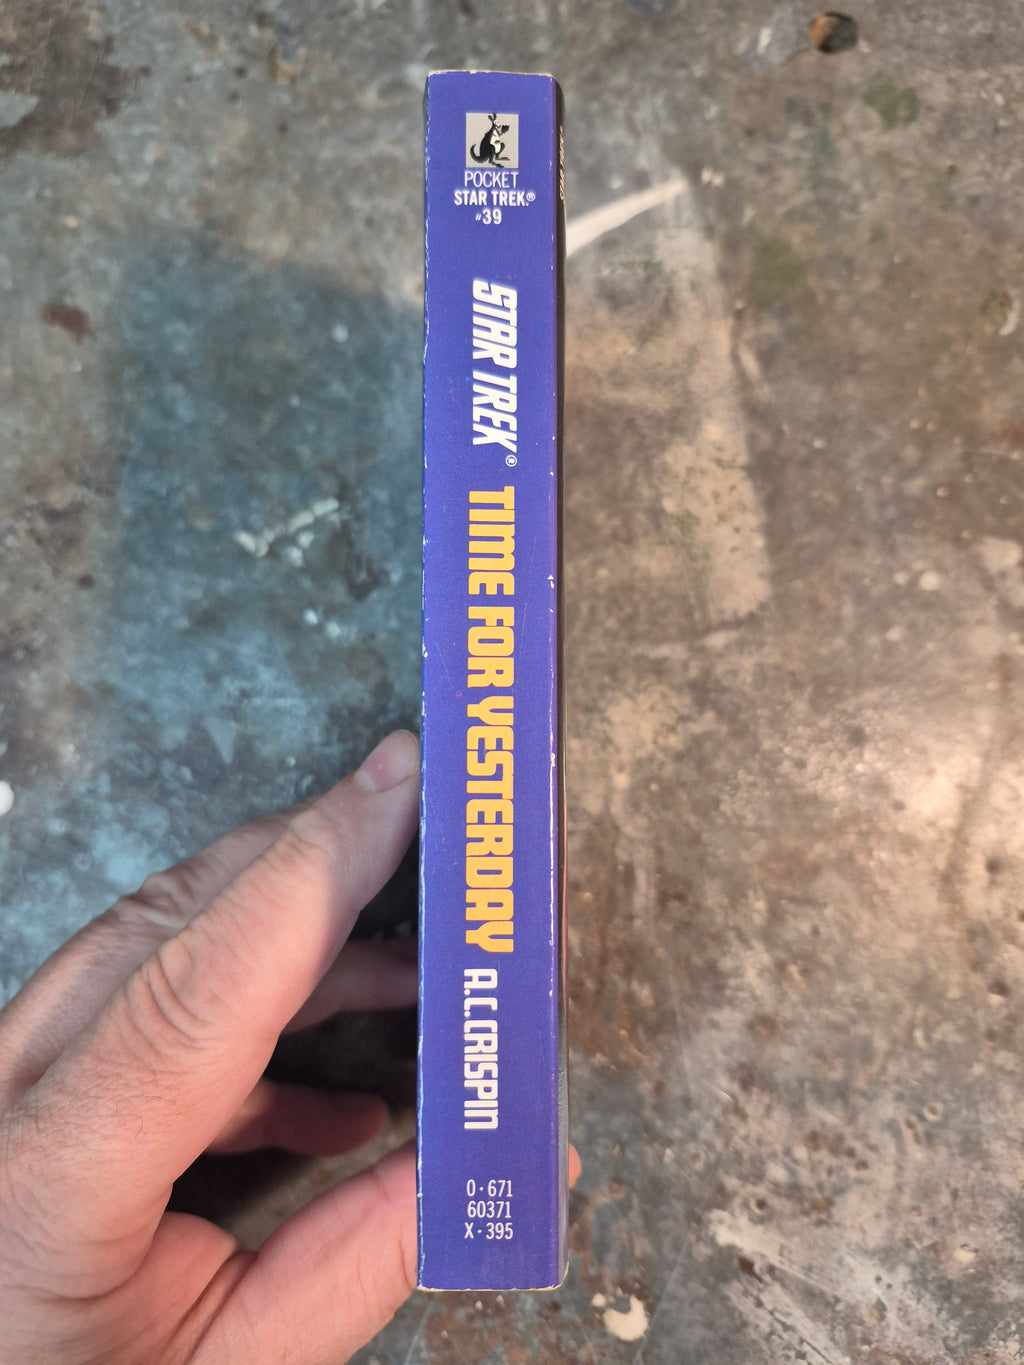 POCKET
STAR TREK®
#39
STAR TREK®
TIME FOR YESTERDAY
A.C. CRISPIN
0·671
60371
X·395